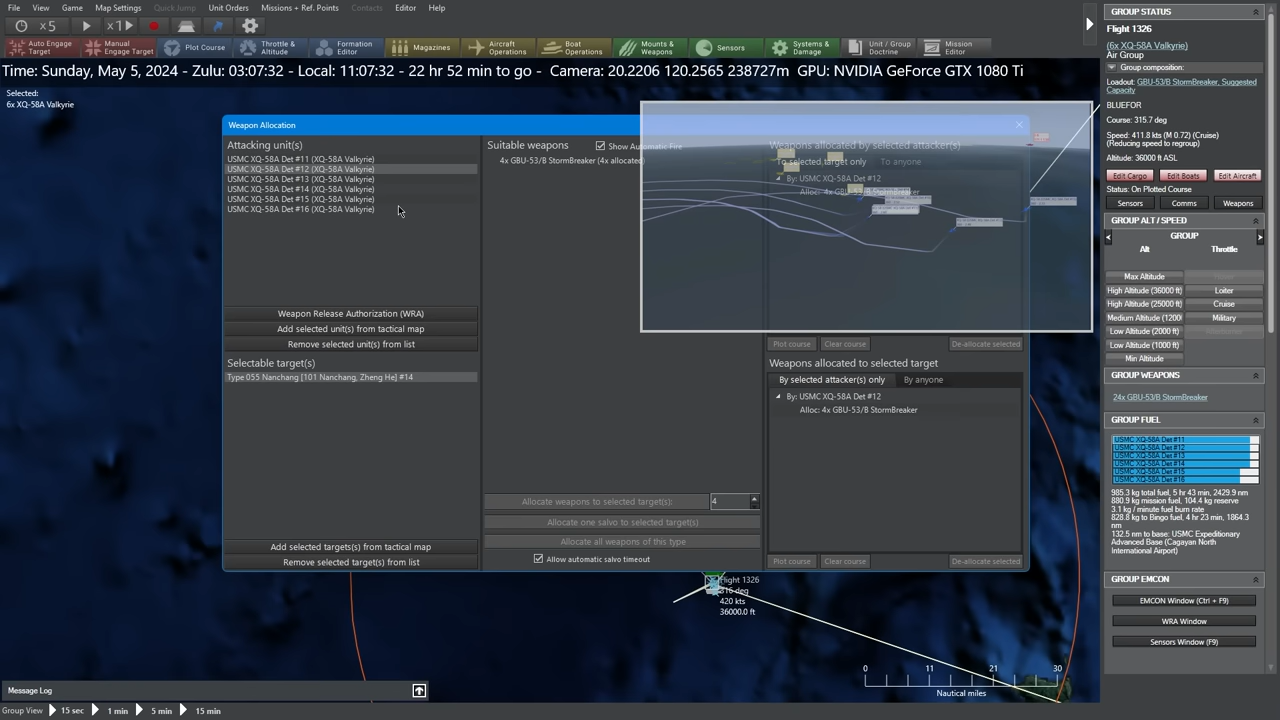 File View Game Map Settings Quick Jump Unit Orders Missions + Ref. Points Contacts Editor Help
x5 x1
Auto Engage Target Manual Engage Target Plot Course Throttle & Altitude Formation Editor Magazines Aircraft Operations Boat Operations Mounts & Weapons Sensors Systems & Damage Unit / Group Doctrine Mission Editor
Time: Sunday, May 5, 2024 - Zulu: 03:07:32 - Local: 11:07:32 - 22 hr 52 min to go - Camera: 20.2206 120.2565 238727m GPU: NVIDIA GeForce GTX 1080 Ti
Selected:
6x XQ-58A Valkyrie
Weapon Allocation
Attacking unit(s)
USMC XQ-58A Det #11 (XQ-58A Valkyrie)
USMC XQ-58A Det #12 (XQ-58A Valkyrie)
USMC XQ-58A Det #13 (XQ-58A Valkyrie)
USMC XQ-58A Det #14 (XQ-58A Valkyrie)
USMC XQ-58A Det #15 (XQ-58A Valkyrie)
USMC XQ-58A Det #16 (XQ-58A Valkyrie)
Weapon Release Authorization (WRA)
Add selected unit(s) from tactical map
Remove selected unit(s) from list
Selectable target(s)
Type 055 Nanchang [101 Nanchang, Zheng He] #14
Add selected targets(s) from tactical map
Remove selected target(s) from list
Suitable weapons Show Automatic Fire
4x GBU-53/B StormBreaker (4x allocated)
Allocate weapons to selected target(s): 4
Allocate one salvo to selected target(s)
Allocate all weapons of this type
Allow automatic salvo timeout
Weapons allocated by selected attacker(s)
To selected target only To anyone
By: USMC XQ-58A Det #12
Alloc: 4x GBU-53/B StormBreaker
Plot course Clear course De-allocate selected
Weapons allocated to selected target
By selected attacker(s) only By anyone
By: USMC XQ-58A Det #12
Alloc: 4x GBU-53/B StormBreaker
Plot course Clear course De-allocate selected
Flight 1326
316 deg
420 kts
36000.0 ft
0 11 21 30
Nautical miles
Message Log
Group View 15 sec 1 min 5 min 15 min
GROUP STATUS
Flight 1326
(6x XQ-58A Valkyrie)
Air Group
Group composition:
Loadout: GBU-53/B StormBreaker, Suggested
Capacity
BLUEFOR
Course: 315.7 deg
Speed: 411.8 kts (M 0.72) (Cruise)
(Reducing speed to regroup)
Altitude: 36000 ft ASL
Edit Cargo Edit Boats Edit Aircraft
Status: On Plotted Course
Sensors Comms Weapons
GROUP ALT / SPEED
GROUP
Alt Throttle
Max Altitude
High Altitude (36000 ft) Loiter
High Altitude (25000 ft) Cruise
Medium Altitude (1200 Military
Low Altitude (2000 ft)
Low Altitude (1000 ft)
Min Altitude
GROUP WEAPONS
24x GBU-53/B StormBreaker
GROUP FUEL
USMC XQ-58A Det #11
USMC XQ-58A Det #12
USMC XQ-58A Det #13
USMC XQ-58A Det #14
USMC XQ-58A Det #15
USMC XQ-58A Det #16
985.3 kg total fuel, 5 hr 43 min, 2429.9 nm
880.9 kg mission fuel, 104.4 kg reserve
3.1 kg / minute fuel burn rate
828.8 kg to Bingo fuel, 4 hr 23 min, 1864.3
nm
132.5 nm to base: USMC Expeditionary
Advanced Base (Cagayan North
International Airport)
GROUP EMCON
EMCON Window (Ctrl + F9)
WRA Window
Sensors Window (F9)